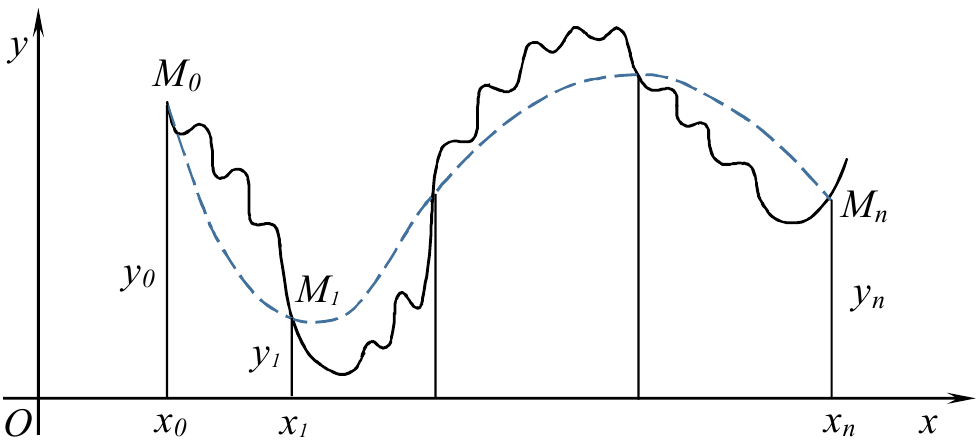 y
M₀
y₀
M₁
y₁
Mₙ
yₙ
O
x₀
x₁
xₙ
x